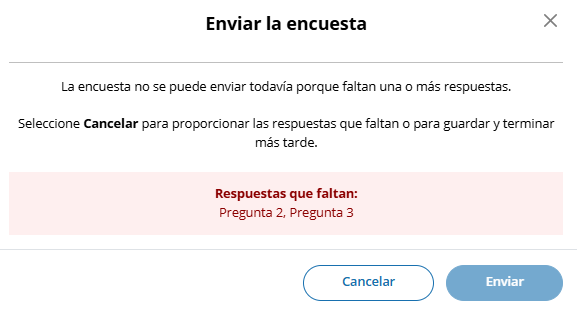 Enviar la encuesta
La encuesta no se puede enviar todavía porque faltan una o más respuestas.
Seleccione Cancelar para proporcionar las respuestas que faltan o para guardar y terminar
más tarde.
Respuestas que faltan:
Pregunta 2, Pregunta 3
Cancelar
Enviar